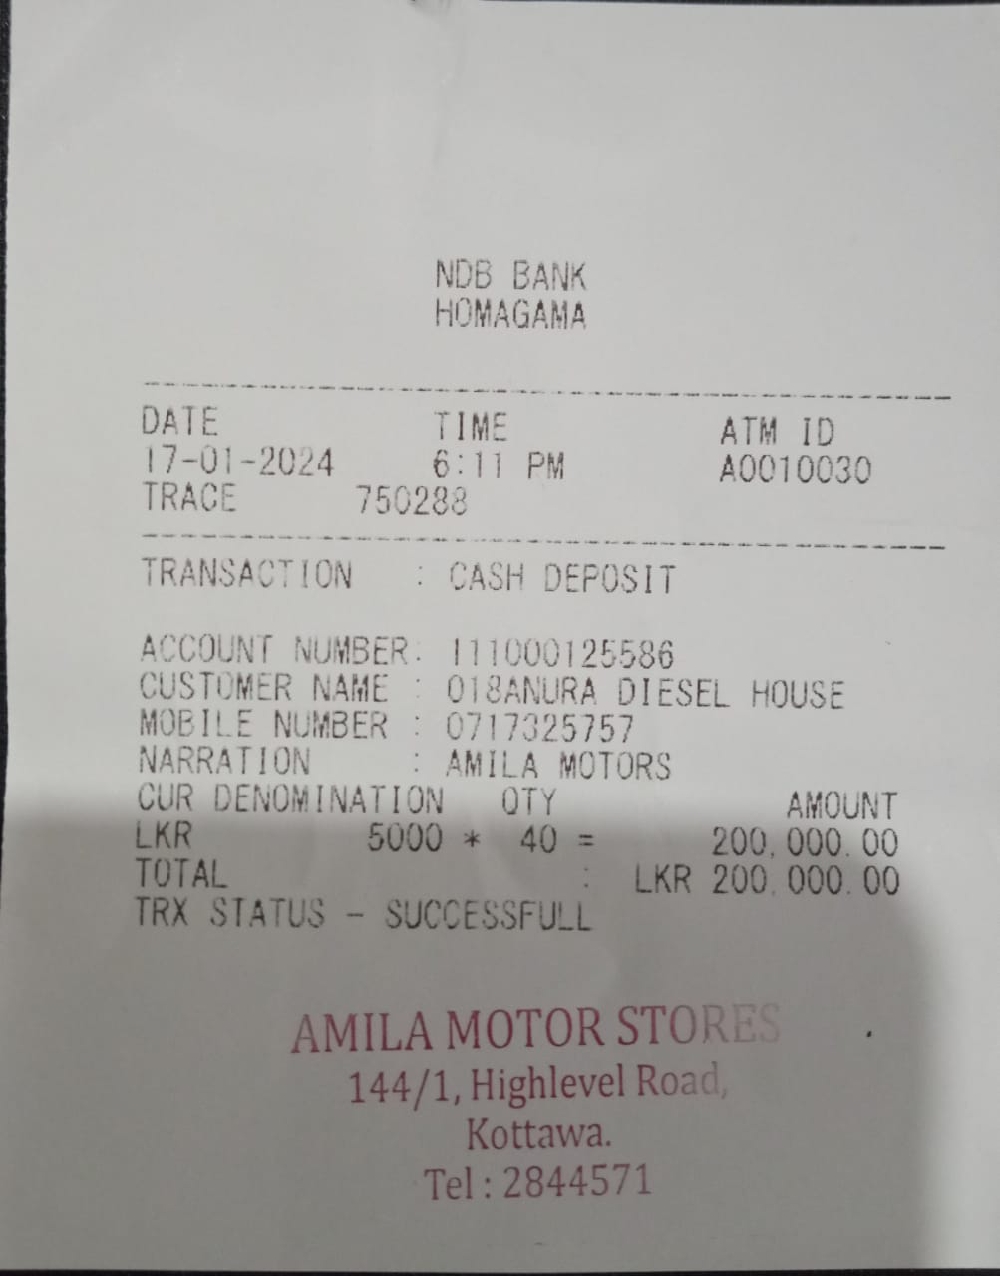 NDB BANK
HOMAGAMA
DATE TIME ATM ID
17-01-2024 6:11 PM A0010030
TRACE 750288
TRANSACTION : CASH DEPOSIT
ACCOUNT NUMBER: 111000125586
CUSTOMER NAME : 018ANURA DIESEL HOUSE
MOBILE NUMBER : 0717325757
NARRATION : AMILA MOTORS
CUR DENOMINATION QTY AMOUNT
LKR 5000 * 40 = 200,000.00
TOTAL : LKR 200,000.00
TRX STATUS - SUCCESSFULL
AMILA MOTOR STORES
144/1, Highlevel Road,
Kottawa.
Tel : 2844571